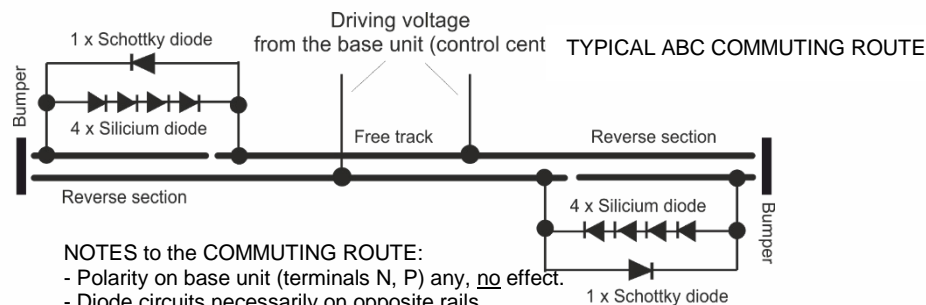 Driving voltage
from the base unit (control cent
TYPICAL ABC COMMUTING ROUTE
1 x Schottky diode
Bumper
4 x Silicium diode
Free track
Reverse section
Reverse section
4 x Silicium diode
Bumper
1 x Schottky diode
NOTES to the COMMUTING ROUTE:
- Polarity on base unit (terminals N, P) any, no effect.
- Diode circuits necessarily on opposite rails